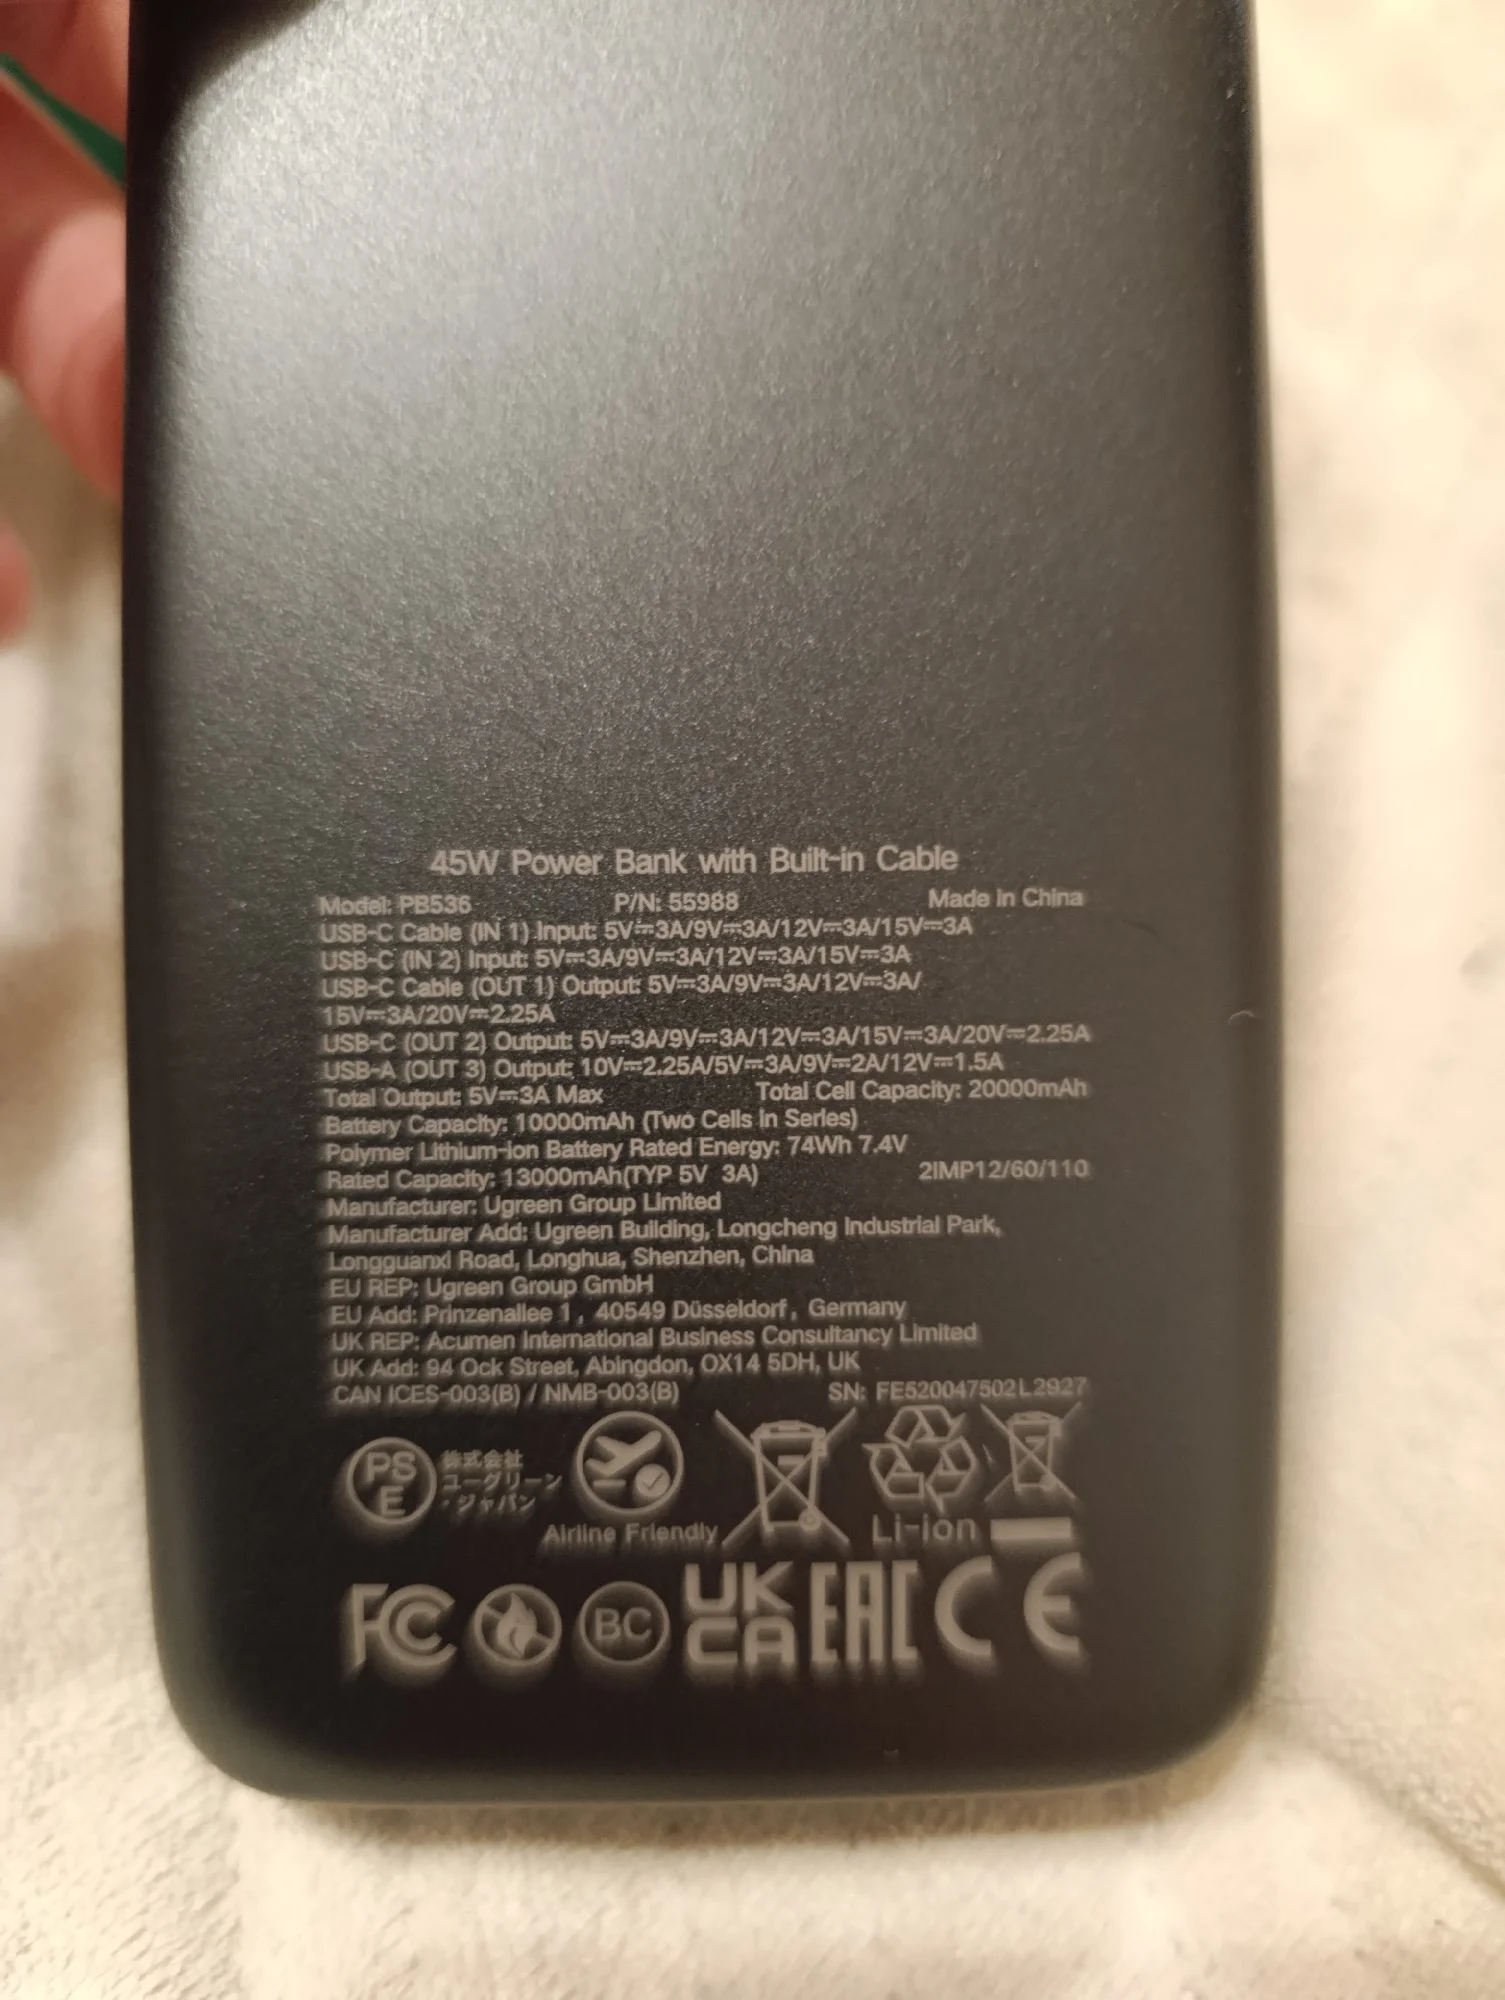 45W Power Bank with Built-in Cable
Model: PB536 P/N: 55988 Made in China
USB-C Cable (IN 1) Input: 5V⎓3A/9V⎓3A/12V⎓3A/15V⎓3A
USB-C (IN 2) Input: 5V⎓3A/9V⎓3A/12V⎓3A/15V⎓3A
USB-C Cable (OUT 1) Output: 5V⎓3A/9V⎓3A/12V⎓3A/
15V⎓3A/20V⎓2.25A
USB-C (OUT 2) Output: 5V⎓3A/9V⎓3A/12V⎓3A/15V⎓3A/20V⎓2.25A
USB-A (OUT 3) Output: 10V⎓2.25A/5V⎓3A/9V⎓2A/12V⎓1.5A
Total Output: 5V⎓3A Max Total Cell Capacity: 20000mAh
Battery Capacity: 10000mAh (Two Cells in Series)
Polymer Lithium-ion Battery Rated Energy: 74Wh 7.4V
Rated Capacity: 13000mAh(TYP 5V 3A) 2IMP12/60/110
Manufacturer: Ugreen Group Limited
Manufacturer Add: Ugreen Building, Longcheng Industrial Park,
Longguanxi Road, Longhua, Shenzhen, China
EU REP: Ugreen Group GmbH
EU Add: Prinzenallee 1, 40549 Düsseldorf, Germany
UK REP: Acumen International Business Consultancy Limited
UK Add: 94 Ock Street, Abingdon, OX14 5DH, UK
CAN ICES-003(B) / NMB-003(B) SN: FE520047502L2927
PS
E
株式会社
ユーグリーン
・ジャパン
Airline Friendly
Li-ion
FC BC UK
CA EAC CE